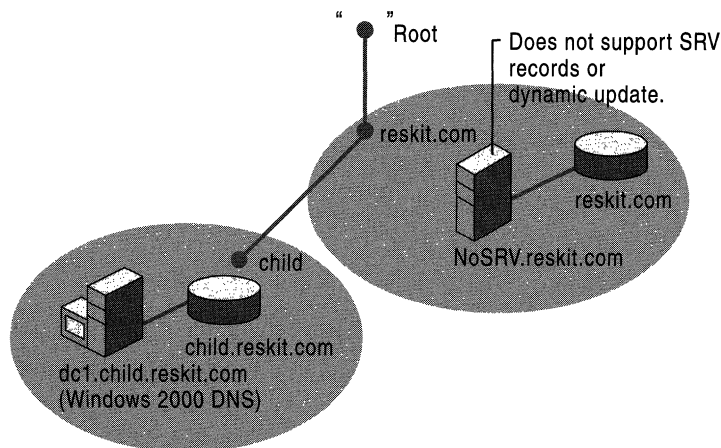 “ ”
Root
Does not support SRV
records or
dynamic update.
reskit.com
reskit.com
NoSRV.reskit.com
child
child.reskit.com
dc1.child.reskit.com
(Windows 2000 DNS)